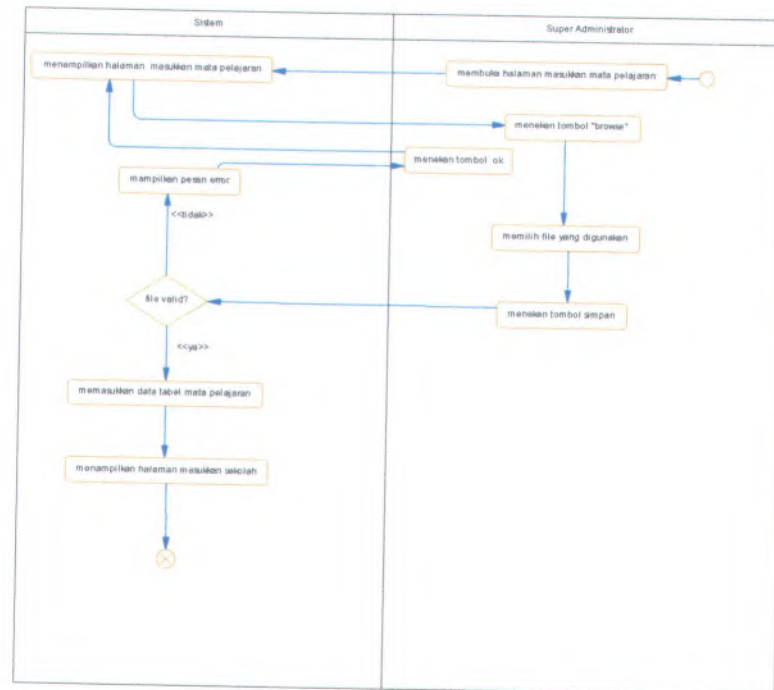 Sistem
Super Administrator
menampilkan halaman masukkan mata pelajaran
membuka halaman masukkan mata pelajaran
menekan tombol "browse"
menekan tombol ok
mampilkan pesan error
<<tidak>>
memilih file yang digunakan
file valid?
menekan tombol simpan
<<ya>>
memasukkan data tabel mata pelajaran
menampilkan halaman masukkan sekolah